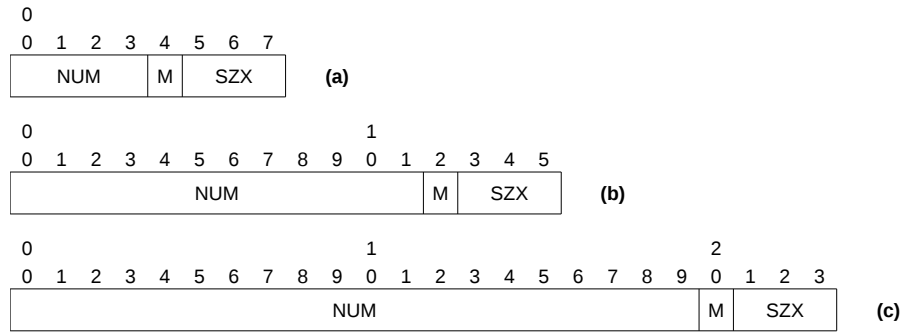 0
0 1 2 3 4 5 6 7
NUM M SZX (a)
0 1
0 1 2 3 4 5 6 7 8 9 0 1 2 3 4 5
NUM M SZX (b)
0 1 2
0 1 2 3 4 5 6 7 8 9 0 1 2 3 4 5 6 7 8 9 0 1 2 3
NUM M SZX (c)